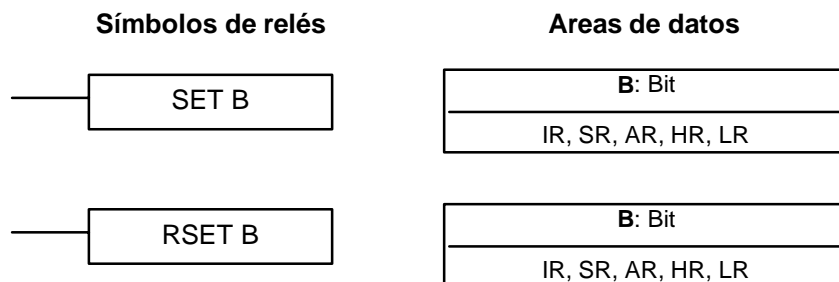 Símbolos de relés
Areas de datos
SET B
B: Bit
IR, SR, AR, HR, LR
RSET B
B: Bit
IR, SR, AR, HR, LR